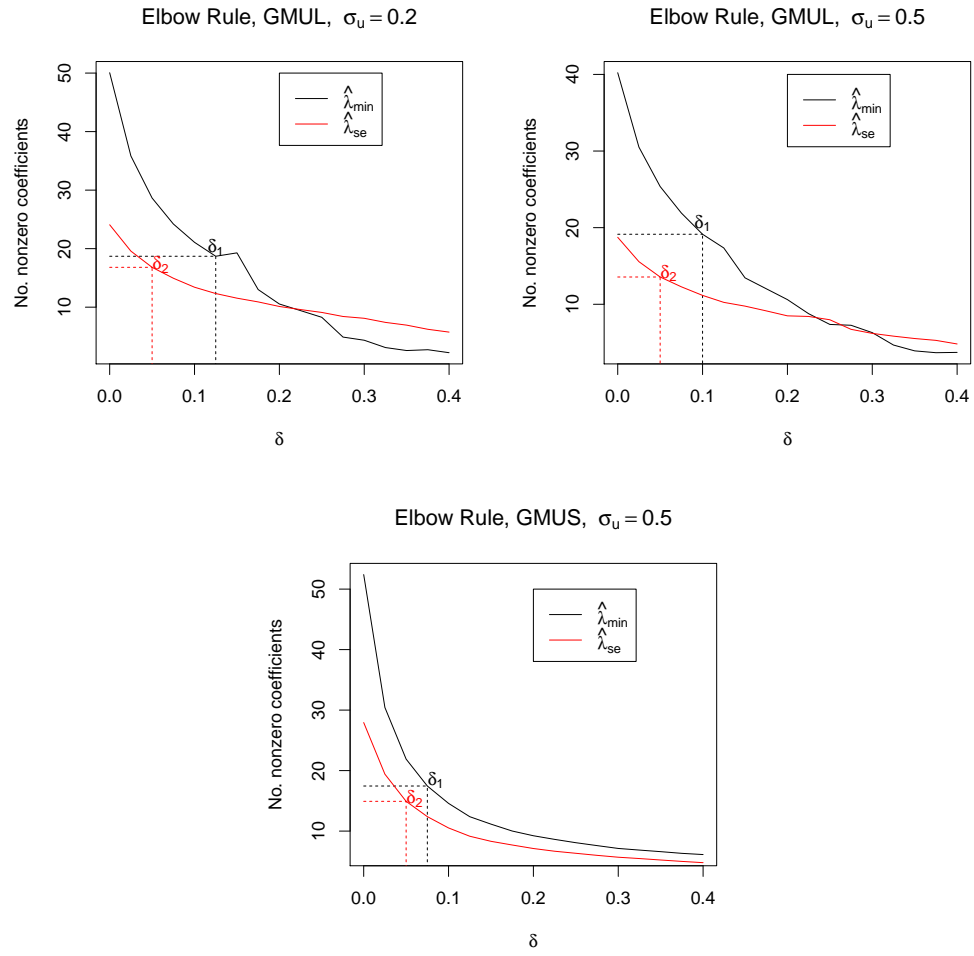 Elbow Rule, GMUL, σu = 0.2
No. nonzero coefficients
50
40
30
20
10
λ̂min
λ̂se
δ1
δ2
0.0 0.1 0.2 0.3 0.4
δ
Elbow Rule, GMUL, σu = 0.5
No. nonzero coefficients
40
30
20
10
λ̂min
λ̂se
δ1
δ2
0.0 0.1 0.2 0.3 0.4
δ
Elbow Rule, GMUS, σu = 0.5
No. nonzero coefficients
50
40
30
20
10
λ̂min
λ̂se
δ1
δ2
0.0 0.1 0.2 0.3 0.4
δ